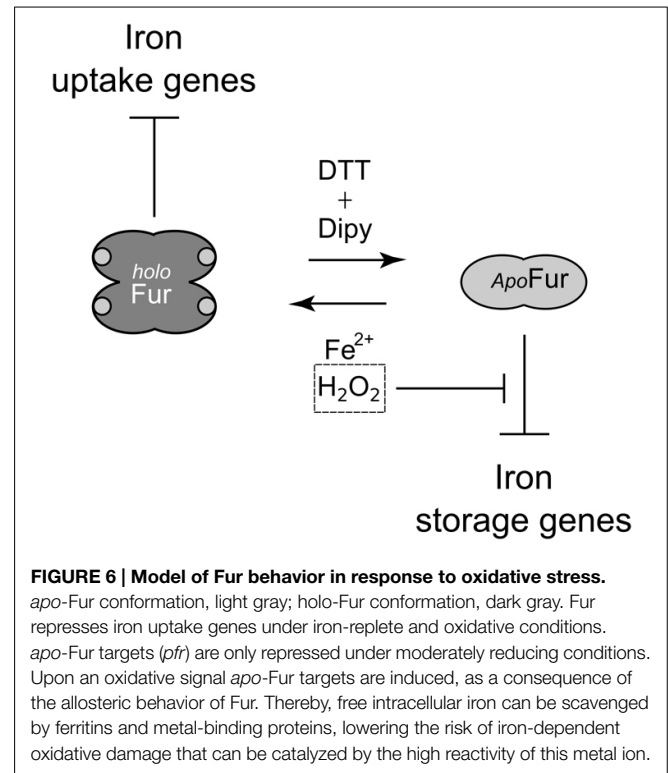 Iron
uptake genes
DTT
+
Dipy
holo
Fur
ApoFur
Fe²⁺
H₂O₂
Iron
storage genes
FIGURE 6 | Model of Fur behavior in response to oxidative stress.
apo-Fur conformation, light gray; holo-Fur conformation, dark gray. Fur
represses iron uptake genes under iron-replete and oxidative conditions.
apo-Fur targets (pfr) are only repressed under moderately reducing conditions.
Upon an oxidative signal apo-Fur targets are induced, as a consequence of
the allosteric behavior of Fur. Thereby, free intracellular iron can be scavenged
by ferritins and metal-binding proteins, lowering the risk of iron-dependent
oxidative damage that can be catalyzed by the high reactivity of this metal ion.